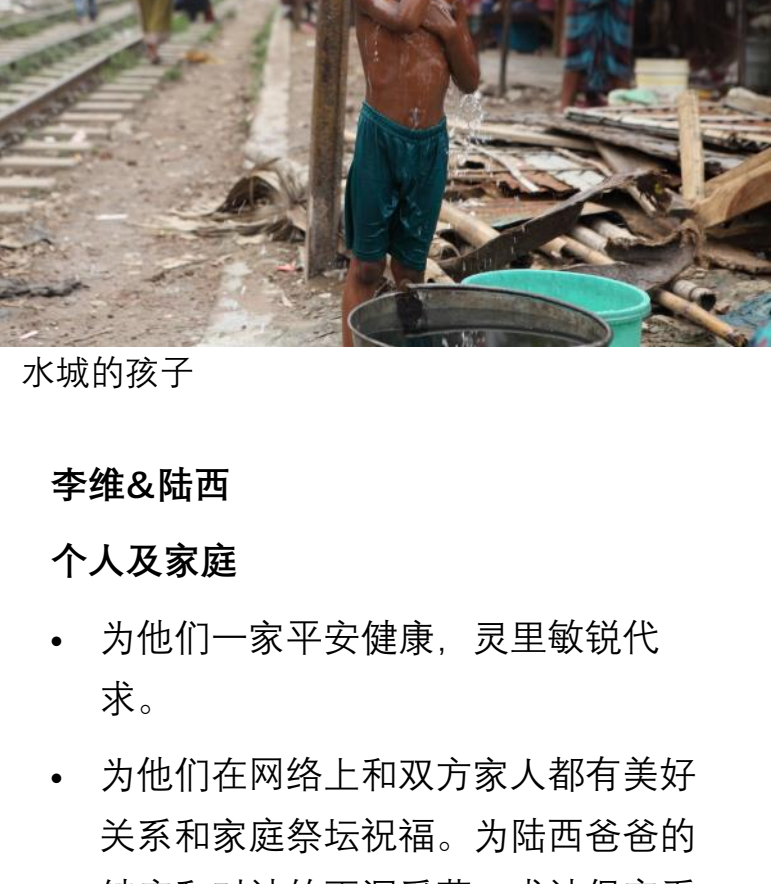 水城的孩子
李维&陆西
个人及家庭
• 为他们一家平安健康，灵里敏锐代
求。
• 为他们在网络上和双方家人都有美好
关系和家庭祭坛祝福。为陆西爸爸的